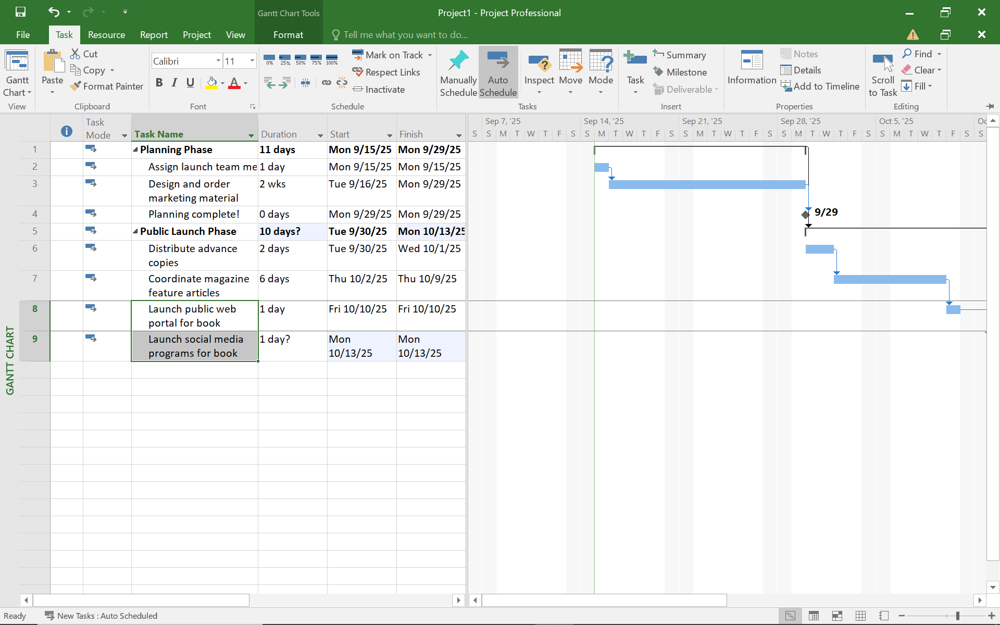 Gantt Chart Tools
Project1 - Project Professional
File
Task
Resource
Report
Project
View
Format
Tell me what you want to do...
Gantt
Chart
View
Paste
Cut
Copy
Format Painter
Clipboard
Calibri
11
B I U
A
Font
0% 25% 50% 75% 100%
Mark on Track
Respect Links
Inactivate
Schedule
Manually
Schedule
Auto
Schedule
Inspect
Move
Mode
Tasks
Task
Summary
Milestone
Deliverable
Insert
Information
Notes
Details
Add to Timeline
Properties
Scroll
to Task
Find
Clear
Fill
Editing
GANTT CHART
Task
Mode
Task Name
Duration
Start
Finish
Sep 7, '25 Sep 14, '25 Sep 21, '25 Sep 28, '25 Oct 5, '25 Oc
S S M T W T F S S M T W T F S S M T W T F S S M T W T F S S M T W T F S S
1 Planning Phase 11 days Mon 9/15/25 Mon 9/29/25
2 Assign launch team me 1 day Mon 9/15/25 Mon 9/15/25
3 Design and order 2 wks Tue 9/16/25 Mon 9/29/25
marketing material
4 Planning complete! 0 days Mon 9/29/25 Mon 9/29/25
9/29
5 Public Launch Phase 10 days? Tue 9/30/25 Mon 10/13/25
6 Distribute advance 2 days Tue 9/30/25 Wed 10/1/25
copies
7 Coordinate magazine 6 days Thu 10/2/25 Thu 10/9/25
feature articles
8 Launch public web 1 day Fri 10/10/25 Fri 10/10/25
portal for book
9 Launch social media 1 day? Mon Mon
programs for book 10/13/25 10/13/25
Ready
New Tasks : Auto Scheduled